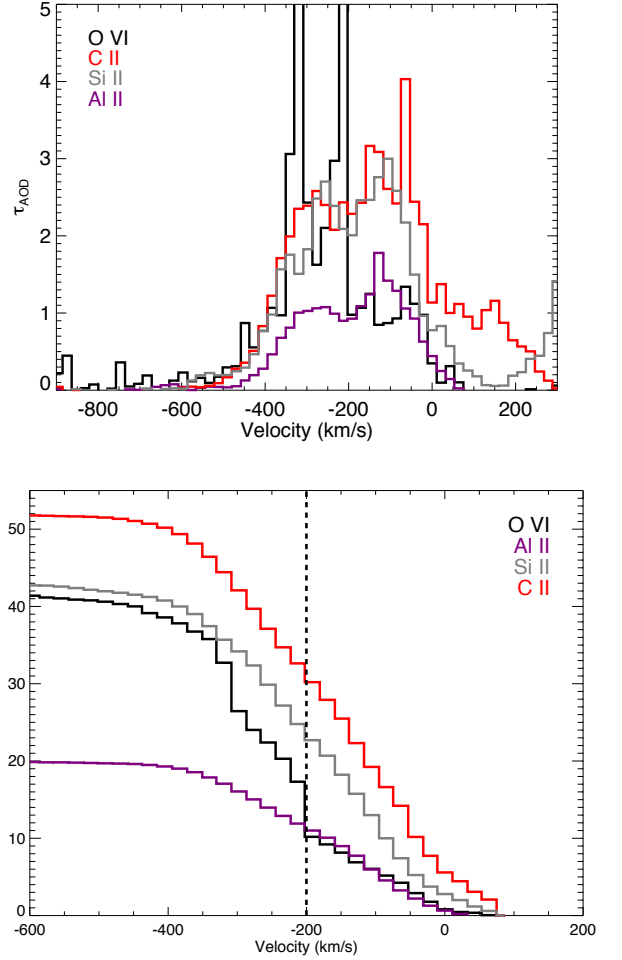 5
4
3
2
1
0
τAOD
O VI
C II
Si II
Al II
-800 -600 -400 -200 0 200
Velocity (km/s)
50
40
30
20
10
0
O VI
Al II
Si II
C II
-600 -400 -200 0 200
Velocity (km/s)